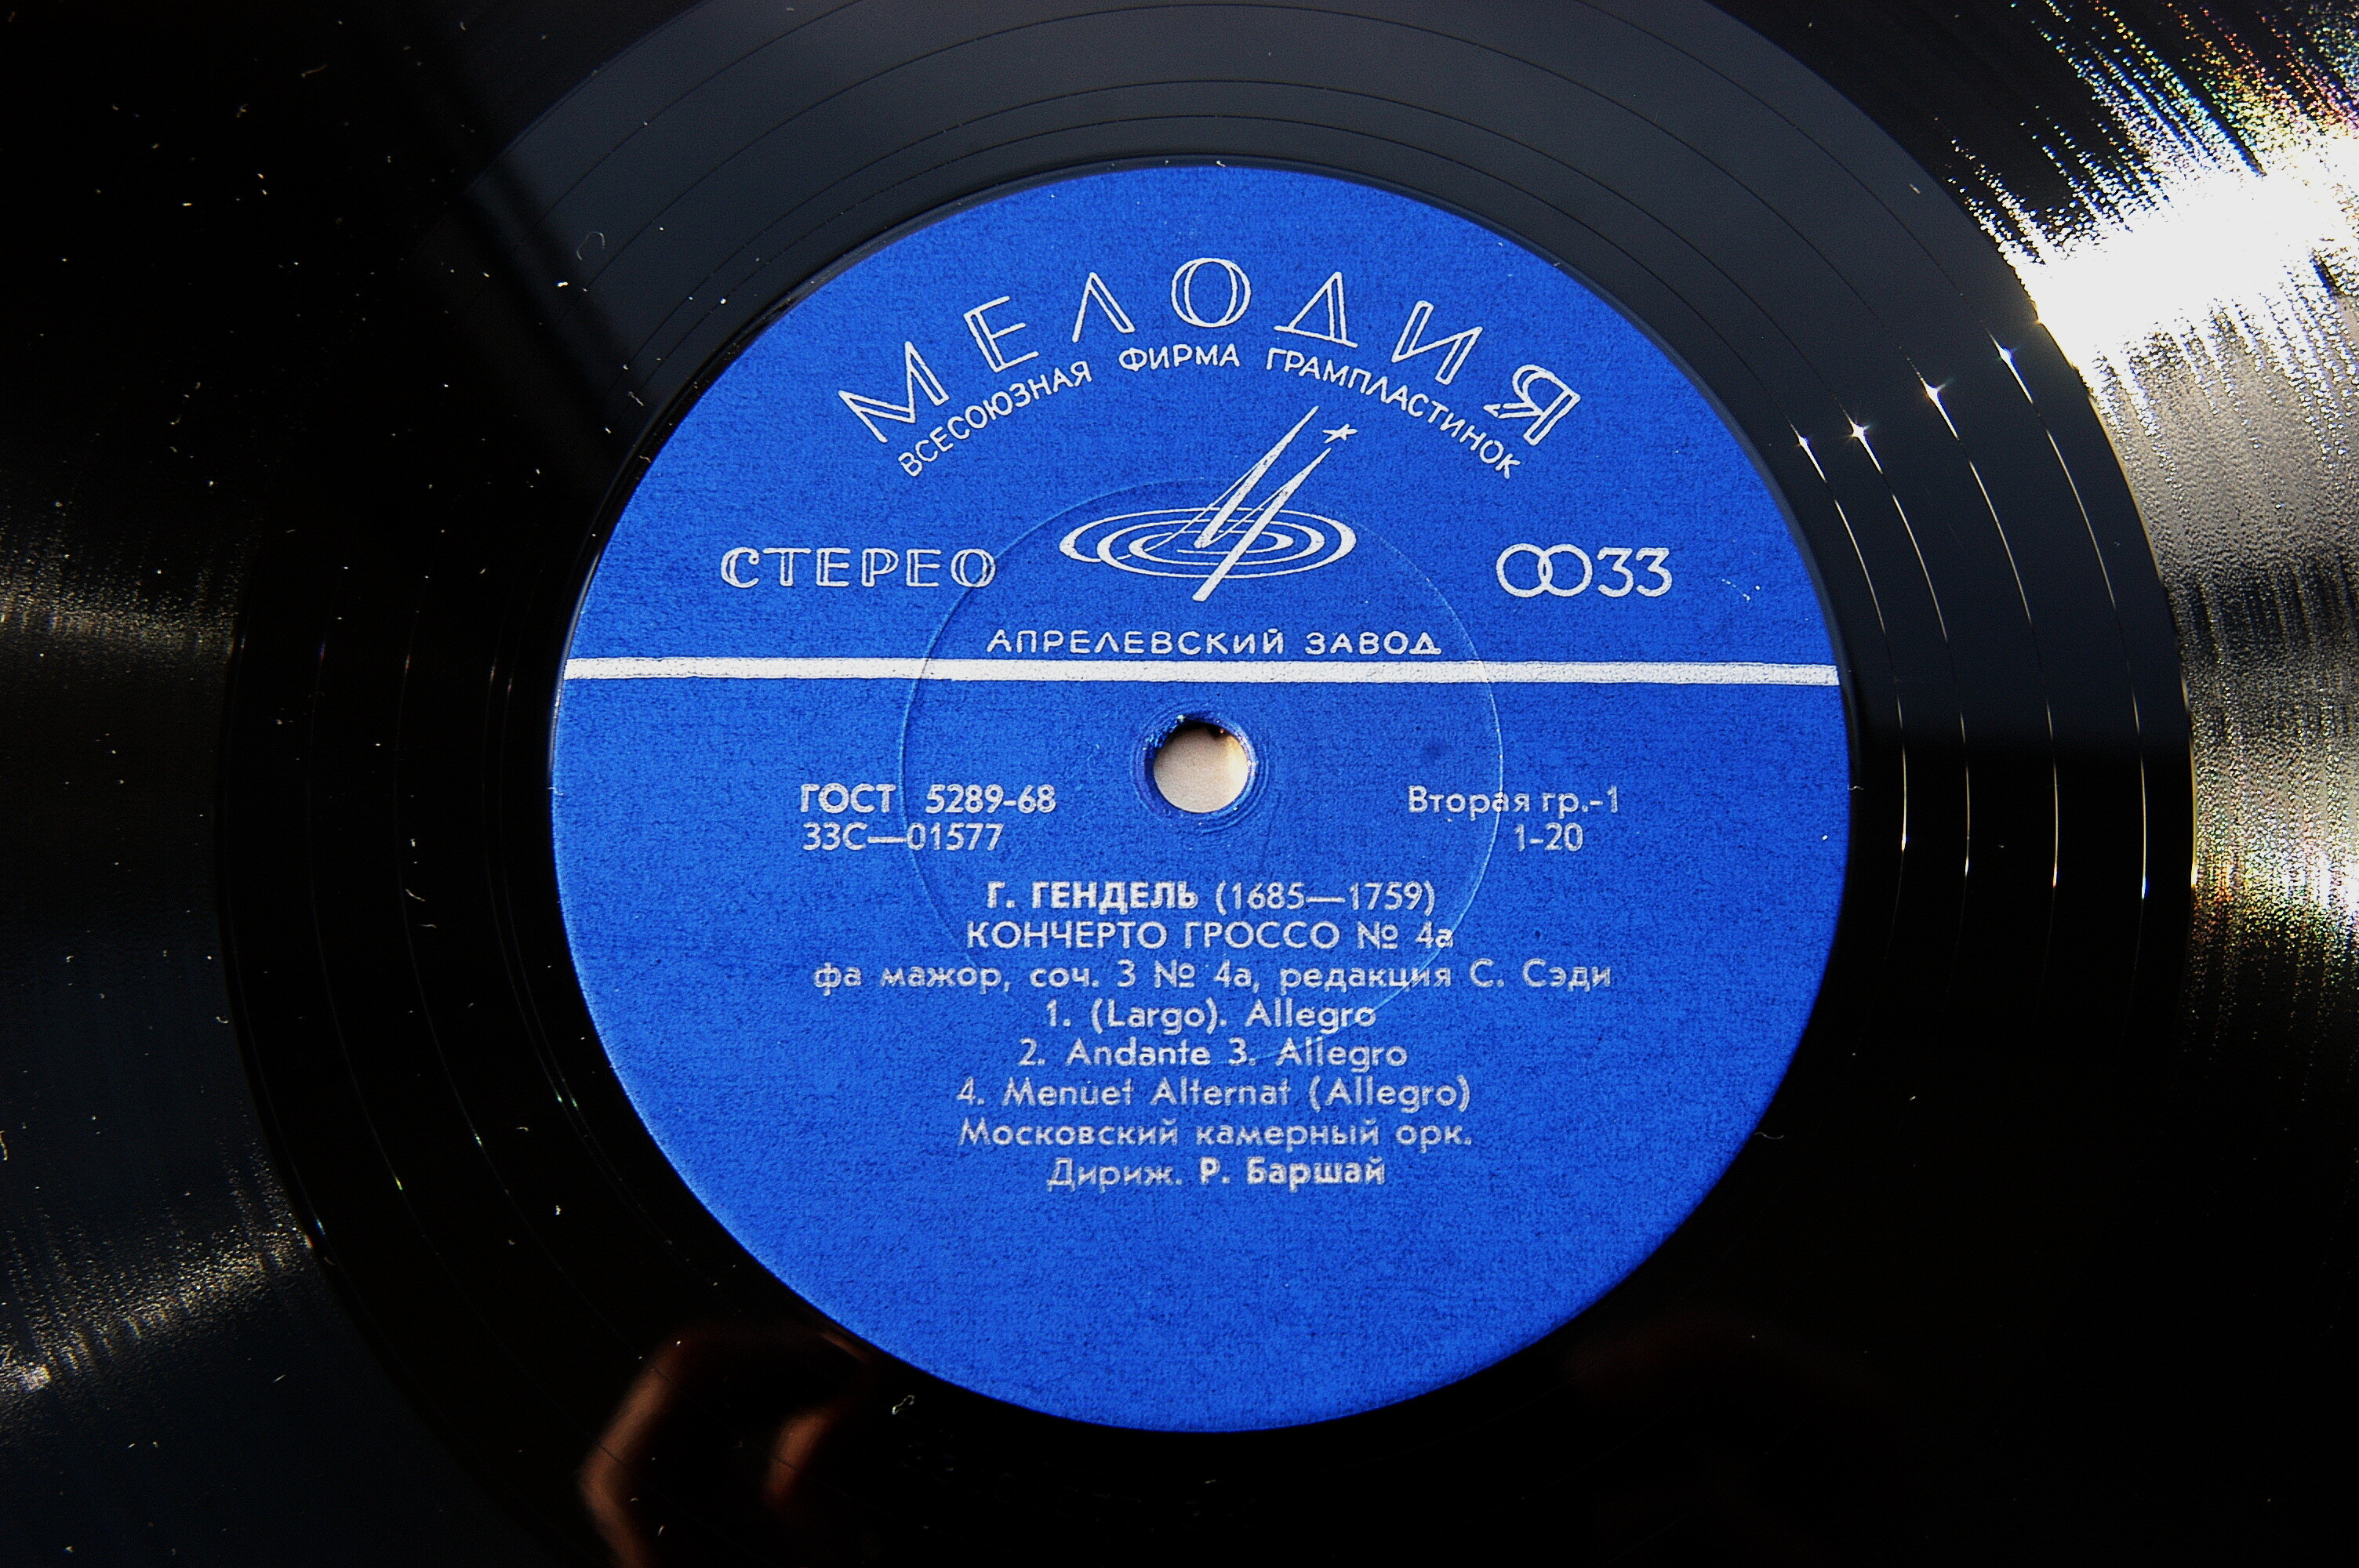 МЕЛОДИЯ
ВСЕСОЮЗНАЯ ФИРМА ГРАМПЛАСТИНОК
СТЕРЕО 33
АПРЕЛЕВСКИЙ ЗАВОД
ГОСТ 5289-68 Вторая гр.-1
33С—01577 1-20
Г. ГЕНДЕЛЬ (1685—1759)
КОНЧЕРТО ГРОССО № 4а
фа мажор, соч. 3 № 4а, редакция С. Сэди
1. (Largo). Allegro
2. Andante 3. Allegro
4. Menuet Alternat (Allegro)
Московский камерный орк.
Дириж. Р. Баршай